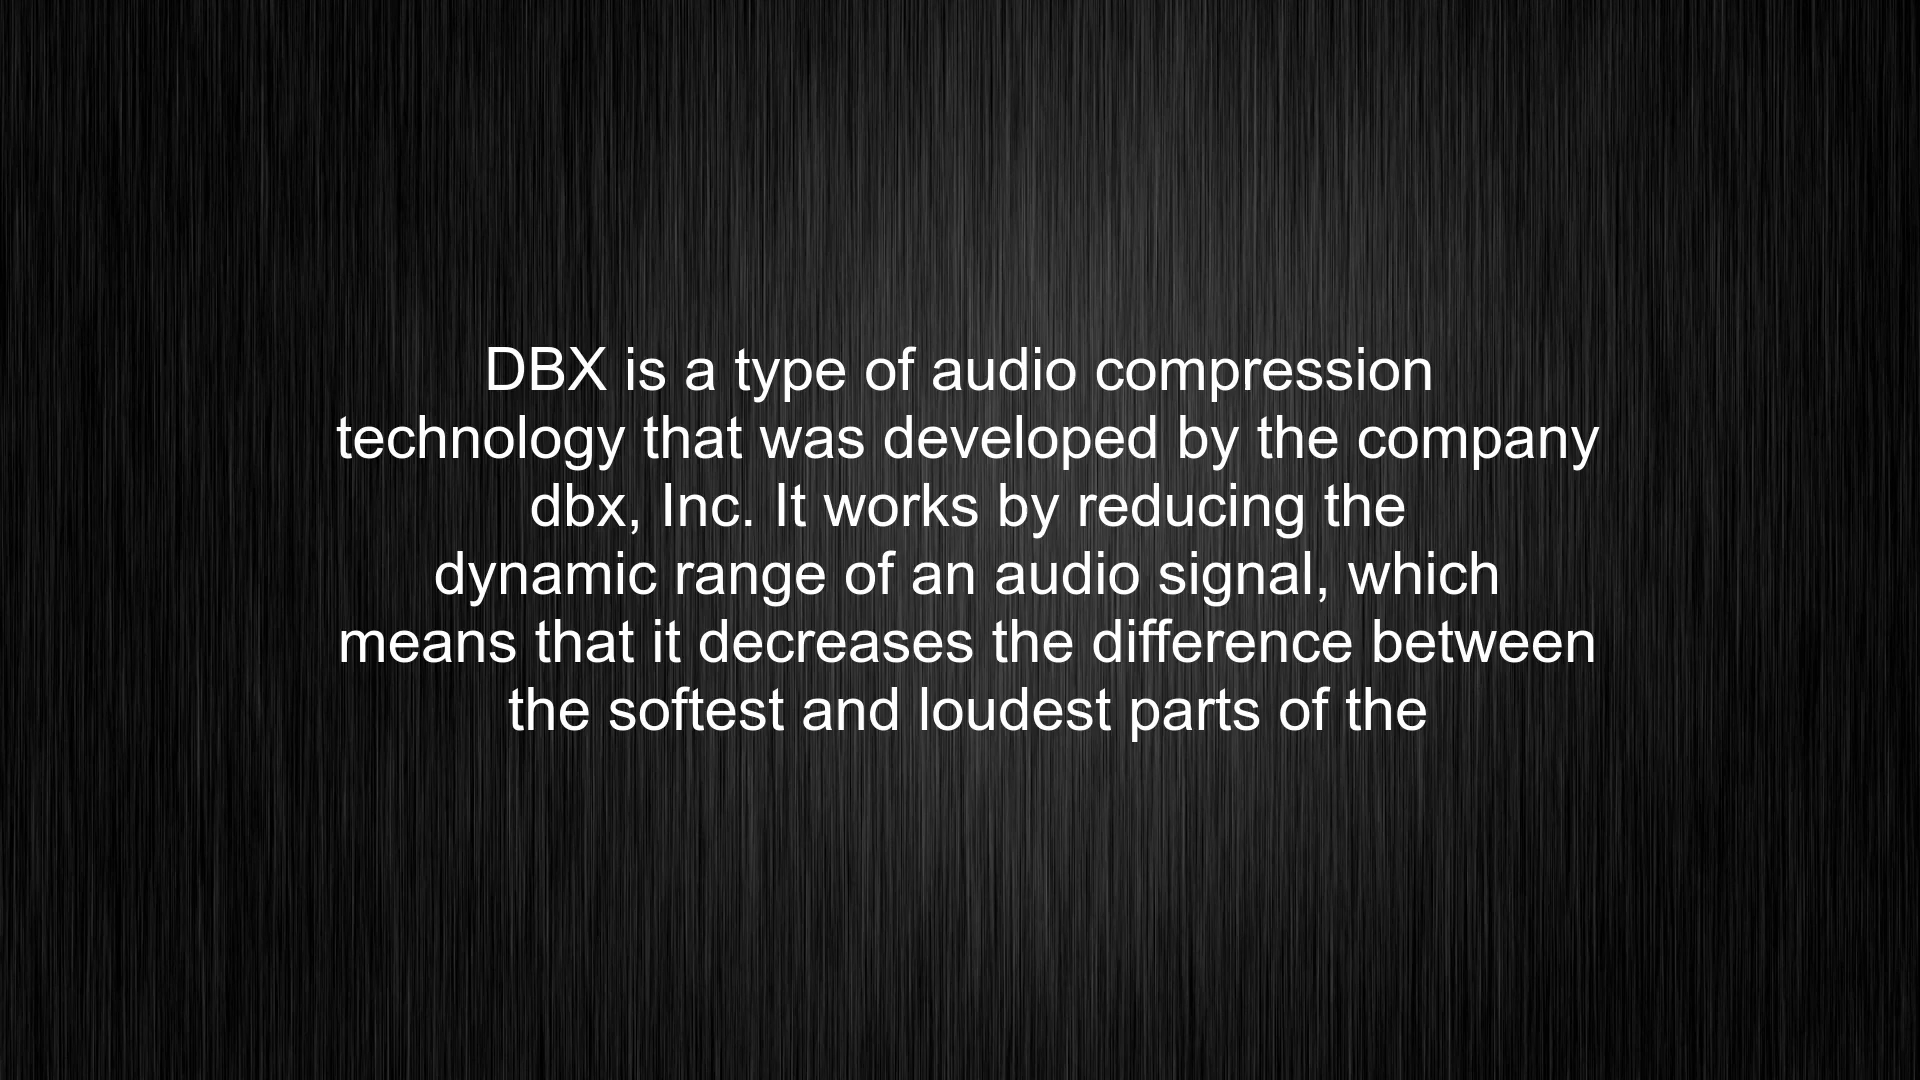 DBX is a type of audio compression
technology that was developed by the company
dbx, Inc. It works by reducing the
dynamic range of an audio signal, which
means that it decreases the difference between
the softest and loudest parts of the